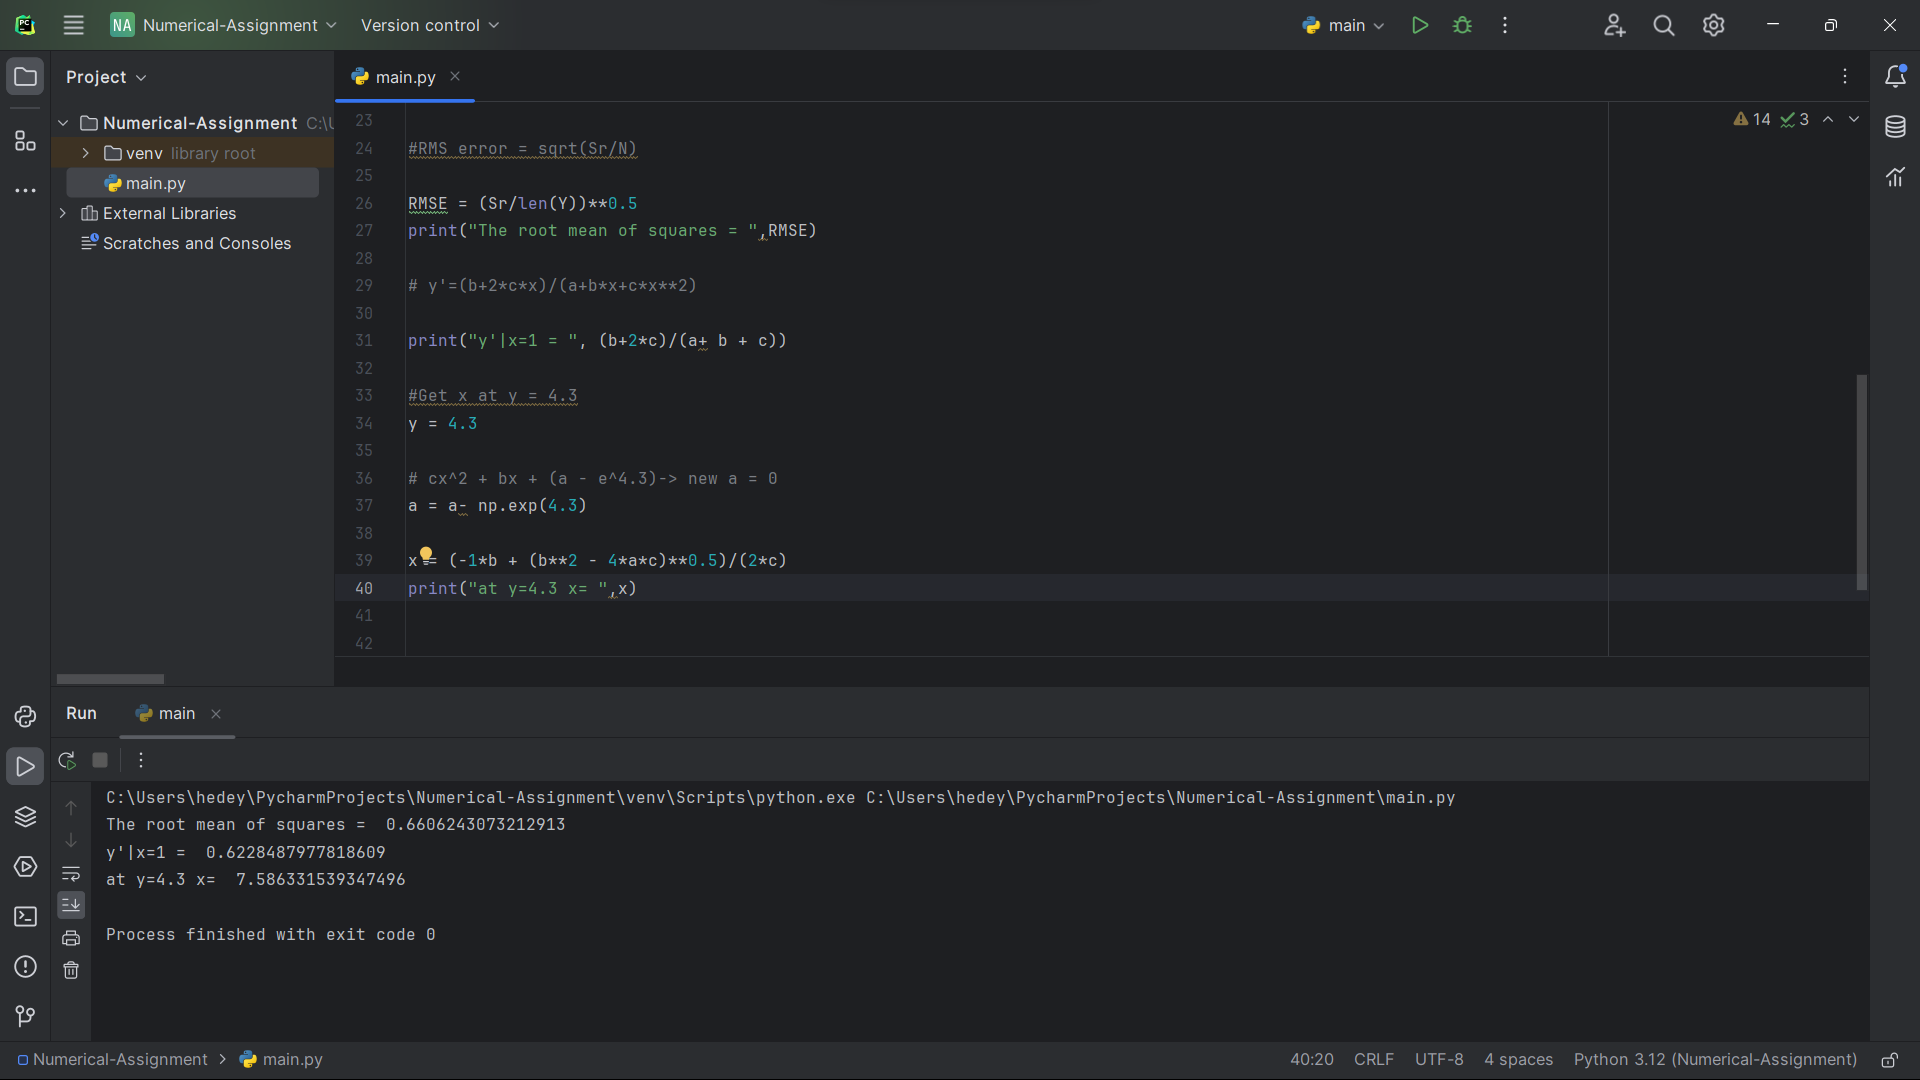 NA Numerical-Assignment Version control main
Project
main.py
Numerical-Assignment C:\U
venv library root
main.py
External Libraries
Scratches and Consoles
14 3
23
24 #RMS error = sqrt(Sr/N)
25
26 RMSE = (Sr/len(Y))**0.5
27 print("The root mean of squares = ",RMSE)
28
29 # y'=(b+2*c*x)/(a+b*x+c*x**2)
30
31 print("y'|x=1 = ", (b+2*c)/(a+ b + c))
32
33 #Get x at y = 4.3
34 y = 4.3
35
36 # cx^2 + bx + (a - e^4.3)-> new a = 0
37 a = a- np.exp(4.3)
38
39 x = (-1*b + (b**2 - 4*a*c)**0.5)/(2*c)
40 print("at y=4.3 x= ",x)
41
42
Run main
C:\Users\hedey\PycharmProjects\Numerical-Assignment\venv\Scripts\python.exe C:\Users\hedey\PycharmProjects\Numerical-Assignment\main.py
The root mean of squares =  0.6606243073212913
y'|x=1 =  0.6228487977818609
at y=4.3 x=  7.586331539347496
Process finished with exit code 0
Numerical-Assignment > main.py 40:20 CRLF UTF-8 4 spaces Python 3.12 (Numerical-Assignment)